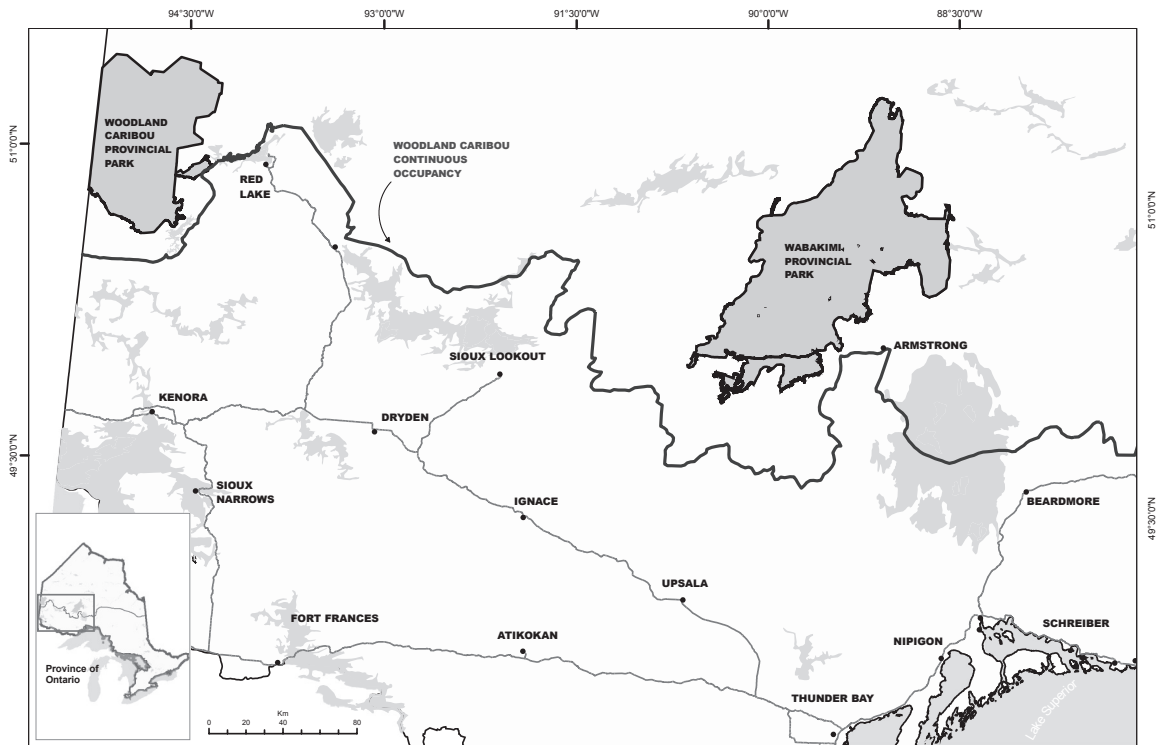 94°30'0"W
93°0'0"W
91°30'0"W
90°0'0"W
88°30'0"W
51°0'0"N
49°30'0"N
51°0'0"N
49°30'0"N
WOODLAND
CARIBOU
PROVINCIAL
PARK
RED
LAKE
WOODLAND CARIBOU
CONTINUOUS
OCCUPANCY
WABAKIMI
PROVINCIAL
PARK
ARMSTRONG
SIOUX LOOKOUT
KENORA
DRYDEN
SIOUX
NARROWS
IGNACE
BEARDMORE
UPSALA
FORT FRANCES
ATIKOKAN
NIPIGON
SCHREIBER
THUNDER BAY
Lake Superior
Province of
Ontario
Km
0 20 40 80